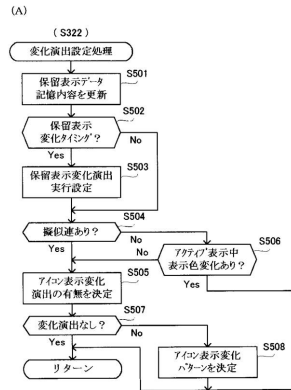 (A)
( S322 )
変化演出設定処理
S501
保留表示データ
記憶内容を更新
S502
保留表示
変化タイミング?
No
Yes
S503
保留表示変化演出
実行設定
S504
擬似連あり?
No
S506
Yes
No
アクティブ表示中
表示色変化あり?
S505
Yes
アイコン表示変化
演出の有無を決定
S507
変化演出なし?
No
Yes
S508
リターン
アイコン表示変化
パターンを決定